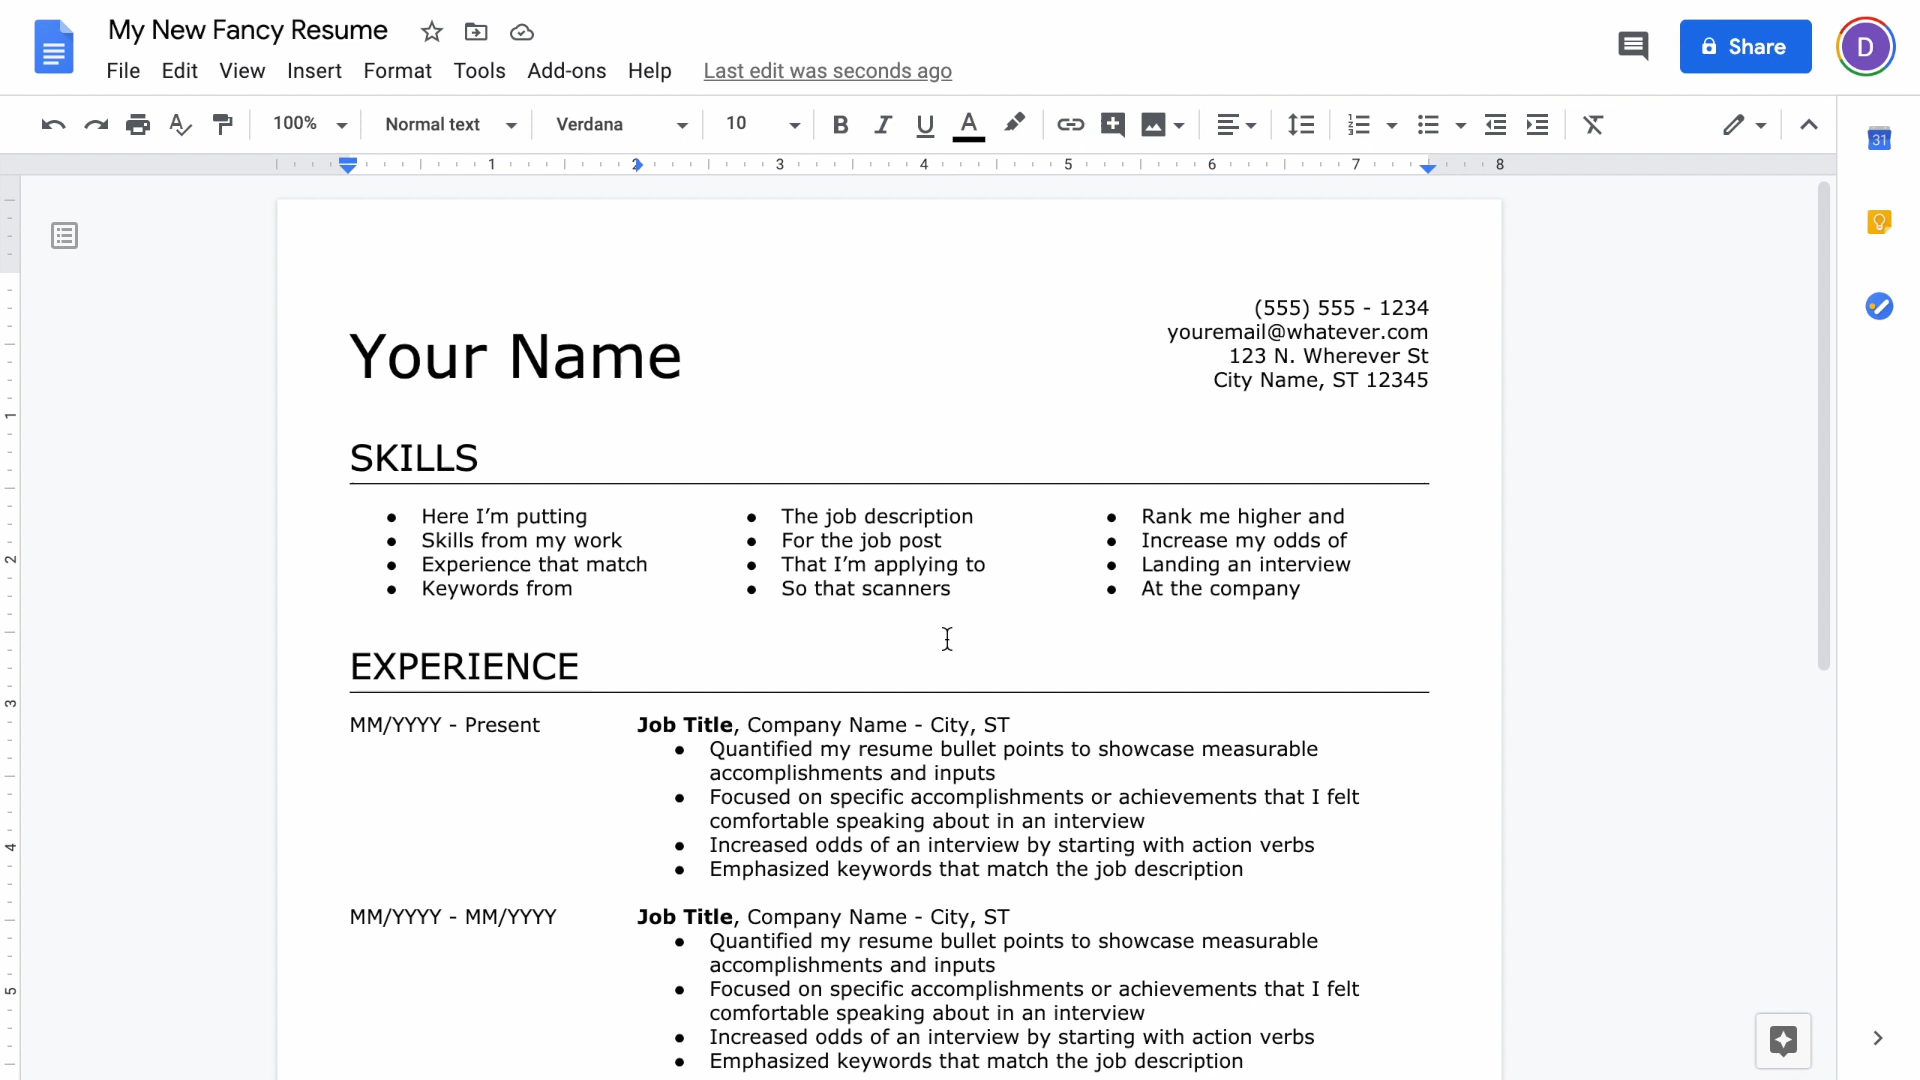 My New Fancy Resume
File Edit View Insert Format Tools Add-ons Help Last edit was seconds ago
Share
D
100% Normal text Verdana 10
31
1 2 3 4 5 6 7 8
(555) 555 - 1234
youremail@whatever.com
123 N. Wherever St
City Name, ST 12345
Your Name
SKILLS
● Here I’m putting
● Skills from my work
● Experience that match
● Keywords from
● The job description
● For the job post
● That I’m applying to
● So that scanners
● Rank me higher and
● Increase my odds of
● Landing an interview
● At the company
EXPERIENCE
MM/YYYY - Present Job Title, Company Name - City, ST
● Quantified my resume bullet points to showcase measurable
accomplishments and inputs
● Focused on specific accomplishments or achievements that I felt
comfortable speaking about in an interview
● Increased odds of an interview by starting with action verbs
● Emphasized keywords that match the job description
MM/YYYY - MM/YYYY Job Title, Company Name - City, ST
● Quantified my resume bullet points to showcase measurable
accomplishments and inputs
● Focused on specific accomplishments or achievements that I felt
comfortable speaking about in an interview
● Increased odds of an interview by starting with action verbs
● Emphasized keywords that match the job description
1
2
3
4
5